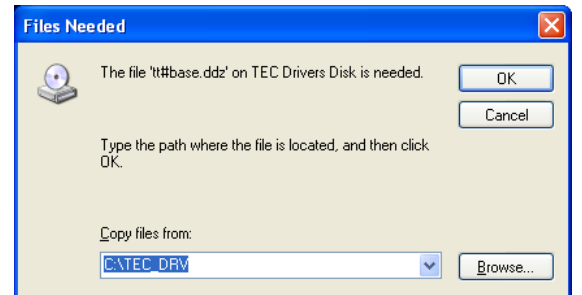 Files Needed
The file 'tt#base.ddz' on TEC Drivers Disk is needed.
OK
Cancel
Type the path where the file is located, and then click
OK.
Copy files from:
C:\TEC_DRV
Browse...